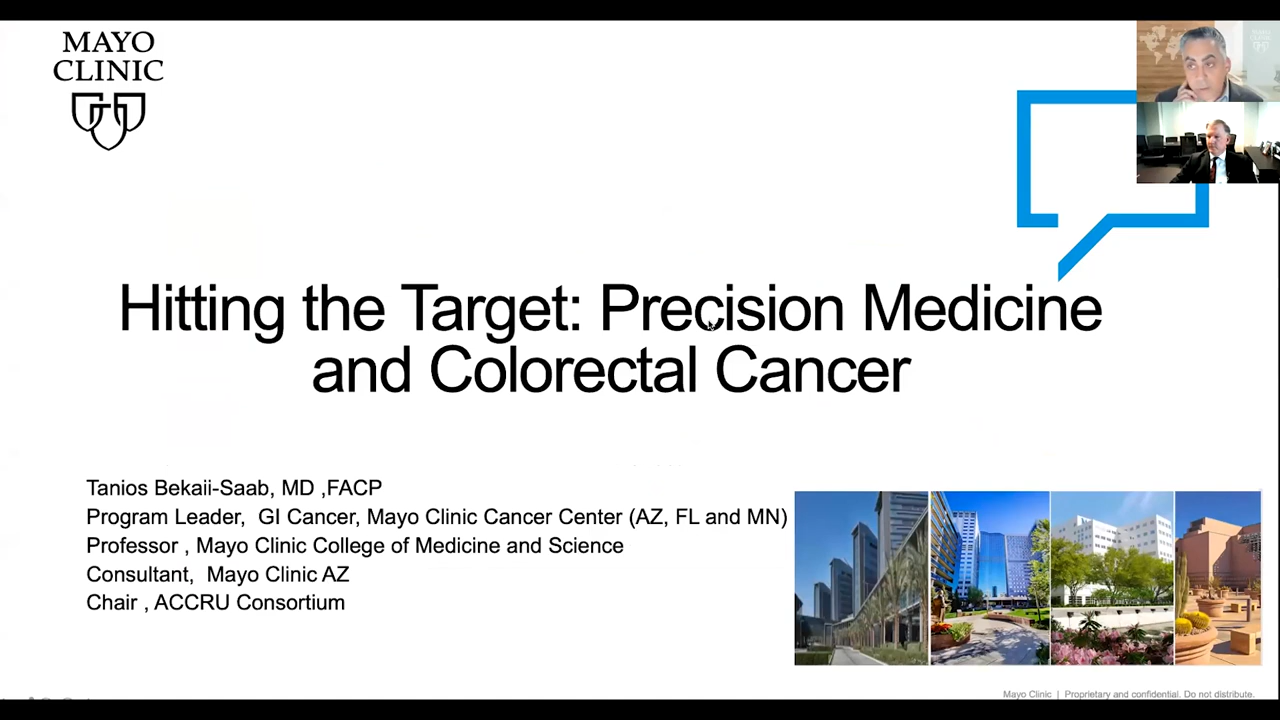 MAYO
CLINIC
Hitting the Target: Precision Medicine
and Colorectal Cancer
Tanios Bekaii-Saab, MD ,FACP
Program Leader,  GI Cancer, Mayo Clinic Cancer Center (AZ, FL and MN)
Professor , Mayo Clinic College of Medicine and Science
Consultant,  Mayo Clinic AZ
Chair , ACCRU Consortium
Mayo Clinic | Proprietary and confidential. Do not distribute.